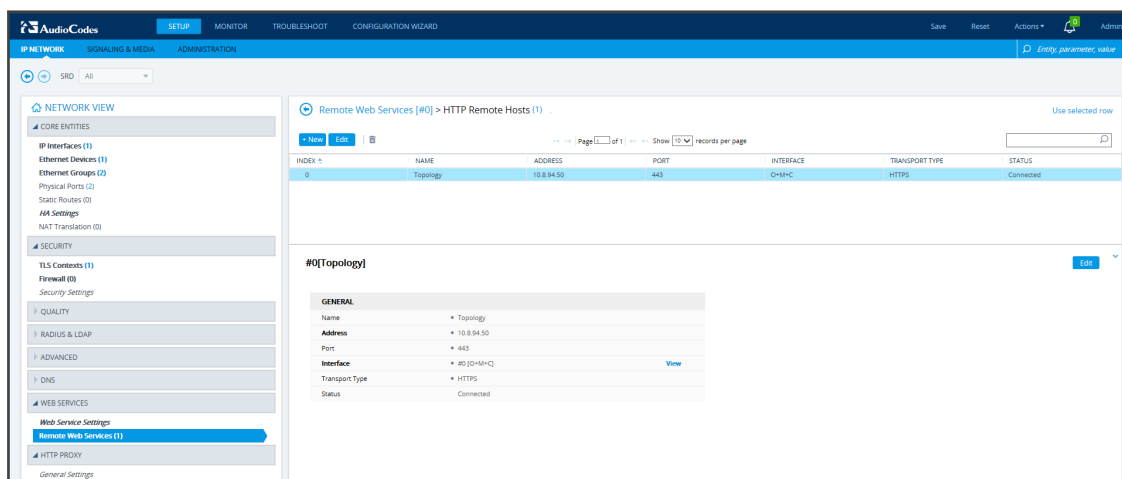 AudioCodes SETUP MONITOR TROUBLESHOOT CONFIGURATION WIZARD Save Reset Actions 0 Admin
IP NETWORK SIGNALING & MEDIA ADMINISTRATION Entity, parameter, value
SRD All
NETWORK VIEW
CORE ENTITIES
IP Interfaces (1)
Ethernet Devices (1)
Ethernet Groups (2)
Physical Ports (2)
Static Routes (0)
HA Settings
NAT Translation (0)
SECURITY
TLS Contexts (1)
Firewall (0)
Security Settings
QUALITY
RADIUS & LDAP
ADVANCED
DNS
WEB SERVICES
Web Service Settings
Remote Web Services (1)
HTTP PROXY
General Settings
Remote Web Services [#0] > HTTP Remote Hosts (1) .
Use selected row
+ New Edit Page 1 of 1 Show 10 records per page
INDEX NAME ADDRESS PORT INTERFACE TRANSPORT TYPE STATUS
0 Topology 10.8.94.50 443 O+M+C HTTPS Connected
#0[Topology] Edit
GENERAL
Name Topology
Address 10.8.94.50
Port 443
Interface #0 [O+M+C] View
Transport Type HTTPS
Status Connected